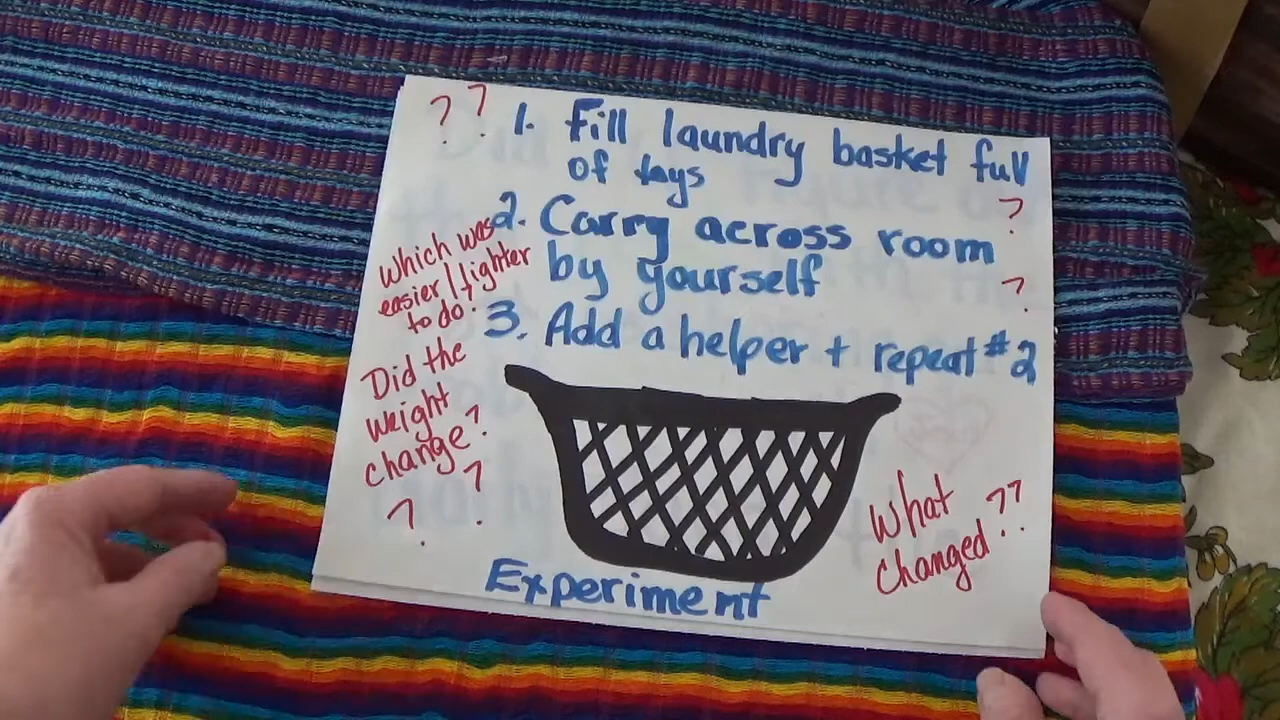 ? ?
1. Fill laundry basket full
of toys
?
2. Carry across room
by yourself
?
3. Add a helper + repeat #2
Which was
easier/lighter
to do?
Did the
weight
change?
?
?
What
changed??
Experiment